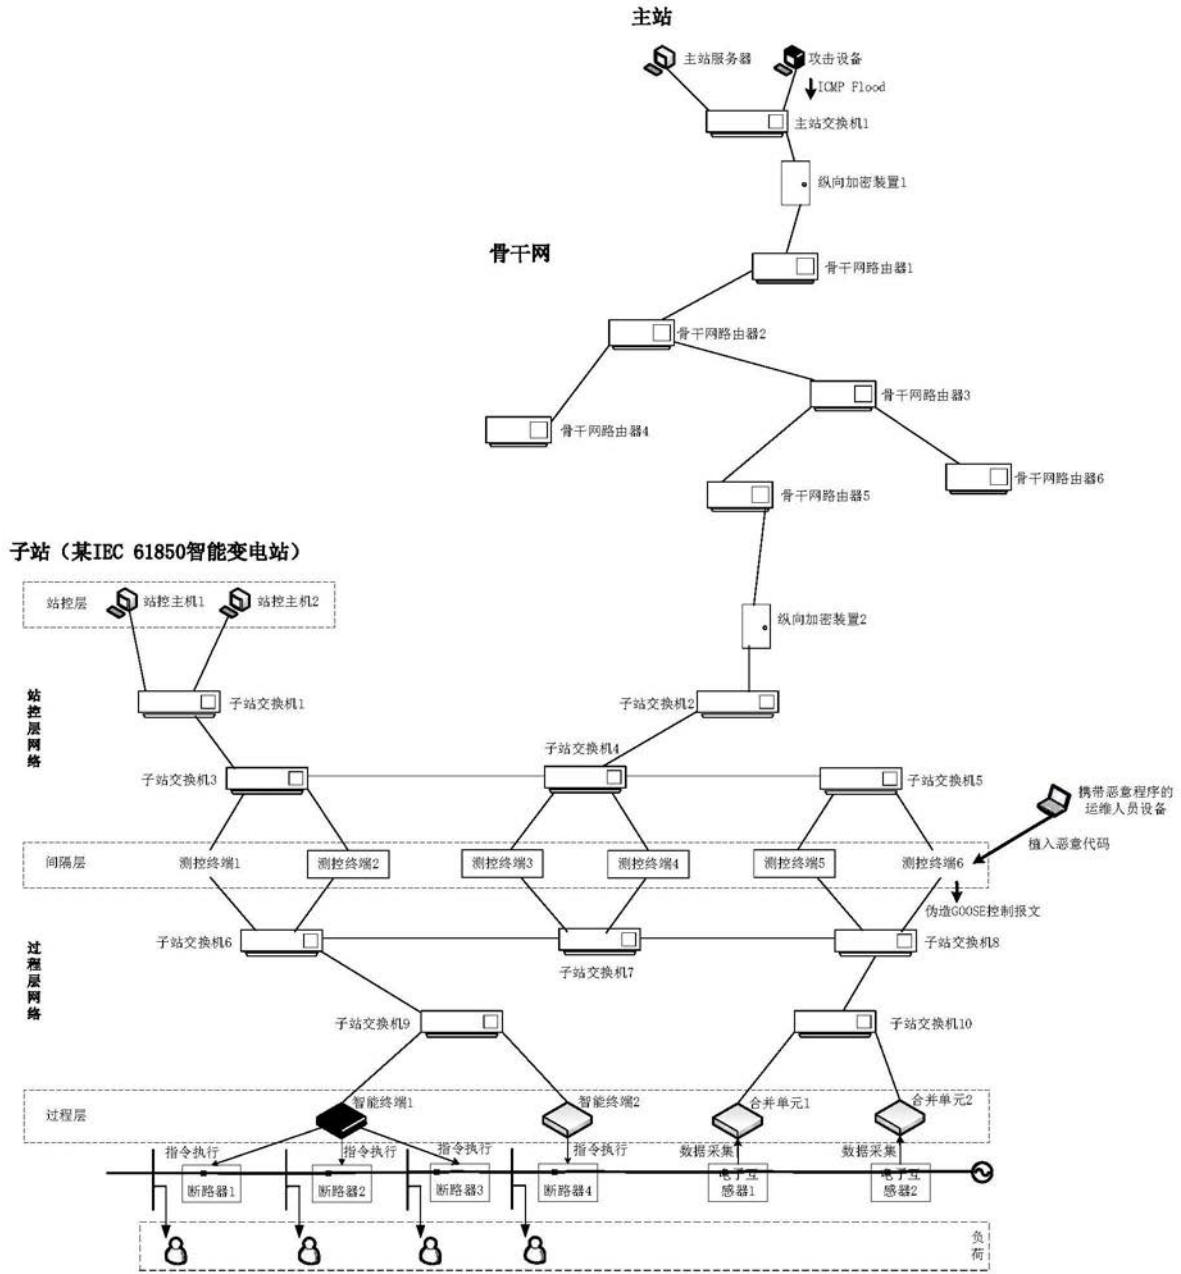 主站
主站服务器
攻击设备
ICMP Flood
主站交换机1
纵向加密装置1
骨干网
骨干网路由器1
骨干网路由器2
骨干网路由器3
骨干网路由器4
骨干网路由器6
骨干网路由器5
子站（某IEC 61850智能变电站）
站控层
站控主机1
站控主机2
纵向加密装置2
站控层网络
子站交换机1
子站交换机2
子站交换机4
子站交换机3
子站交换机5
携带恶意程序的
运维人员设备
植入恶意代码
间隔层
测控终端1
测控终端2
测控终端3
测控终端4
测控终端5
测控终端6
伪造GOOSE控制报文
过程层网络
子站交换机6
子站交换机7
子站交换机8
子站交换机9
子站交换机10
过程层
智能终端1
智能终端2
合并单元1
合并单元2
指令执行
指令执行
指令执行
指令执行
数据采集
数据采集
断路器1
断路器2
断路器3
断路器4
电子互
感器1
电子互
感器2
负荷